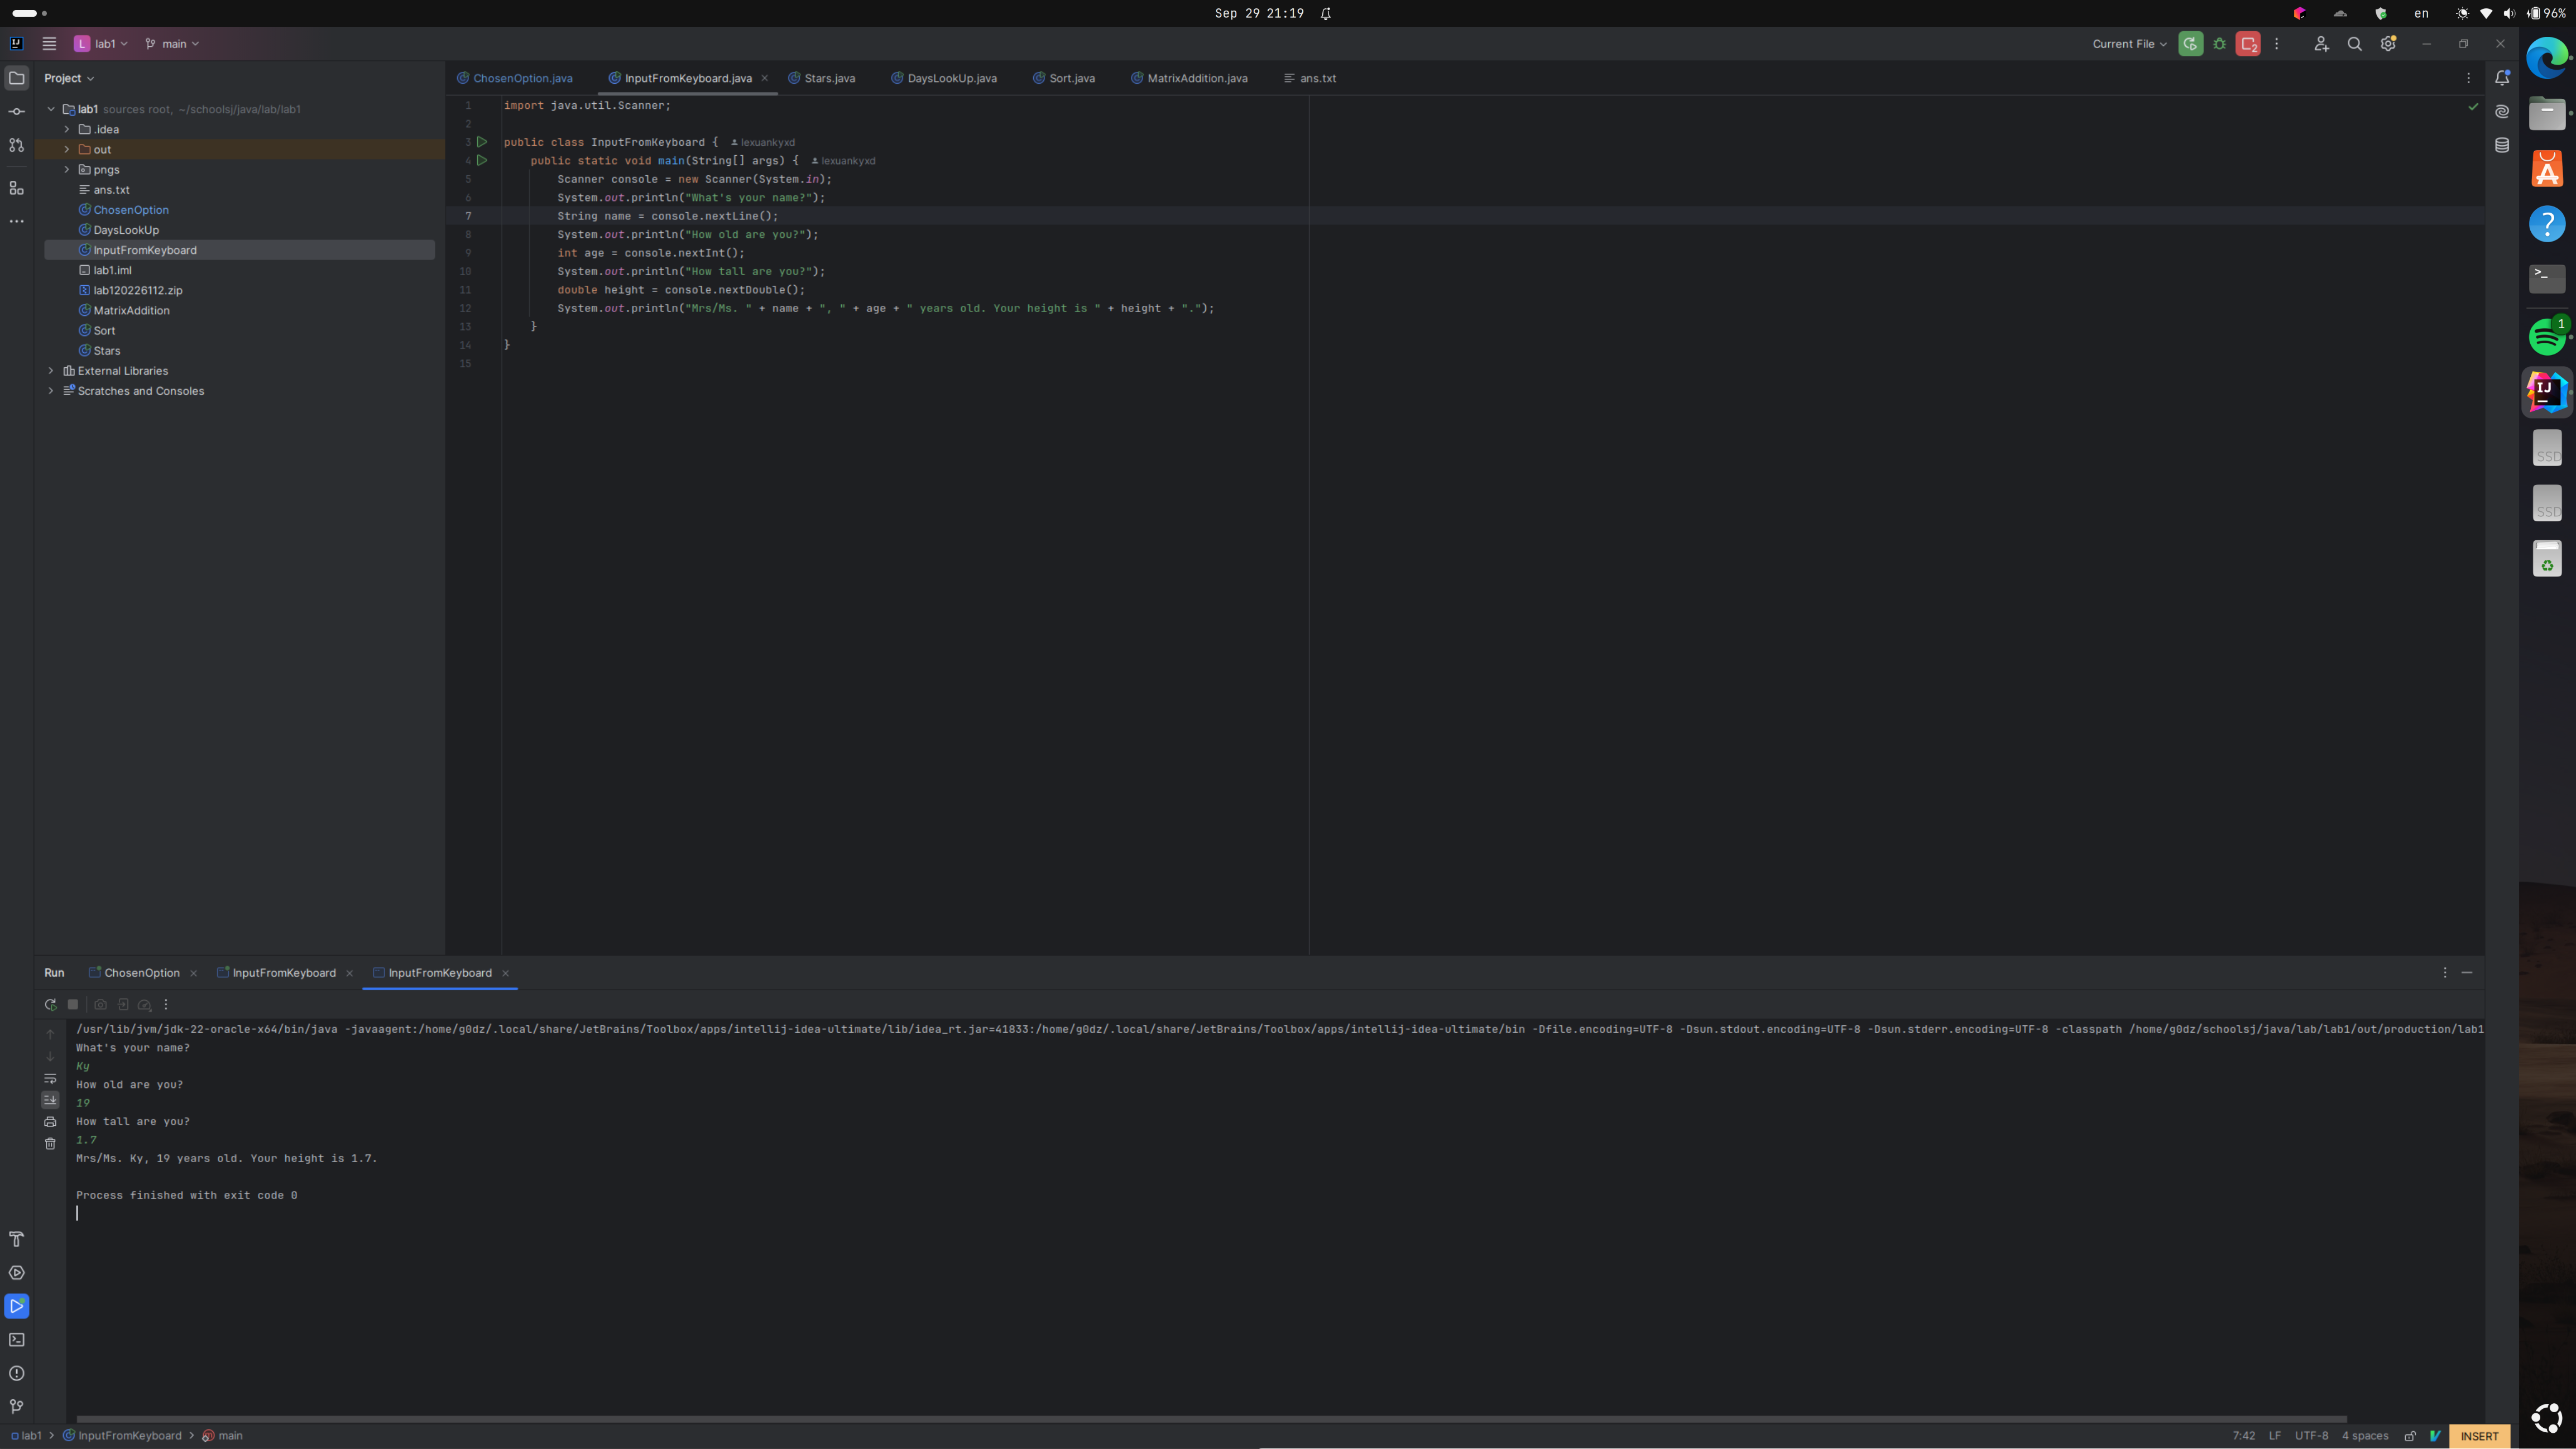 Sep 29 21:19
en
96%
L lab1
main
Current File
2
Project
ChosenOption.java
InputFromKeyboard.java
Stars.java
DaysLookUp.java
Sort.java
MatrixAddition.java
ans.txt
lab1 sources root, ~/schoolsj/java/lab/lab1
.idea
out
pngs
ans.txt
ChosenOption
DaysLookUp
InputFromKeyboard
lab1.iml
lab120226112.zip
MatrixAddition
Sort
Stars
External Libraries
Scratches and Consoles
1 import java.util.Scanner;
2
3 public class InputFromKeyboard { lexuankyxd
4 public static void main(String[] args) { lexuankyxd
5 Scanner console = new Scanner(System.in);
6 System.out.println("What's your name?");
7 String name = console.nextLine();
8 System.out.println("How old are you?");
9 int age = console.nextInt();
10 System.out.println("How tall are you?");
11 double height = console.nextDouble();
12 System.out.println("Mrs/Ms. " + name + ", " + age + " years old. Your height is " + height + ".");
13 }
14 }
15
1
IJ
SSD
SSD
Run
ChosenOption
InputFromKeyboard
InputFromKeyboard
/usr/lib/jvm/jdk-22-oracle-x64/bin/java -javaagent:/home/g0dz/.local/share/JetBrains/Toolbox/apps/intellij-idea-ultimate/lib/idea_rt.jar=41833:/home/g0dz/.local/share/JetBrains/Toolbox/apps/intellij-idea-ultimate/bin -Dfile.encoding=UTF-8 -Dsun.stdout.encoding=UTF-8 -Dsun.stderr.encoding=UTF-8 -classpath /home/g0dz/schoolsj/java/lab/lab1/out/production/lab1
What's your name?
Ky
How old are you?
19
How tall are you?
1.7
Mrs/Ms. Ky, 19 years old. Your height is 1.7.
Process finished with exit code 0
lab1 > InputFromKeyboard > main
7:42
LF
UTF-8
4 spaces
INSERT